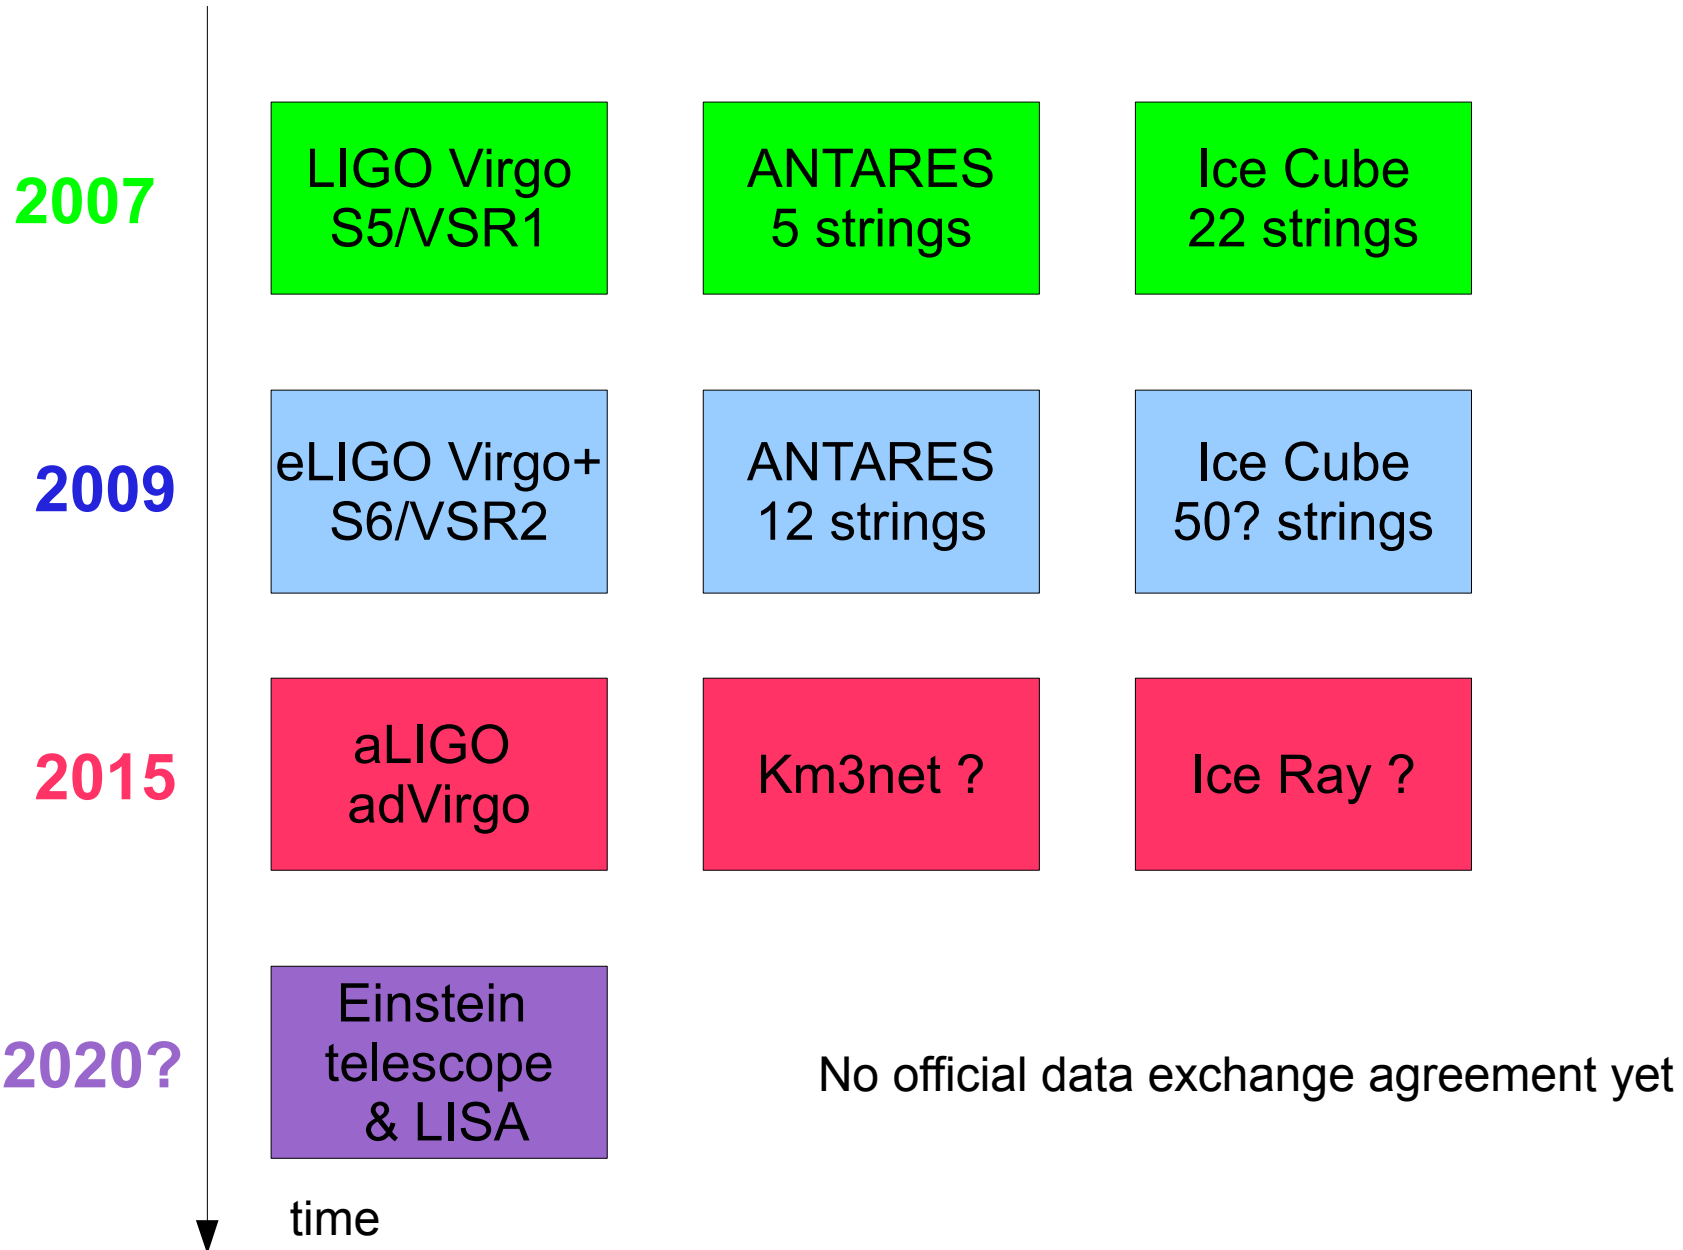 2007
LIGO Virgo
S5/VSR1
ANTARES
5 strings
Ice Cube
22 strings
2009
eLIGO Virgo+
S6/VSR2
ANTARES
12 strings
Ice Cube
50? strings
2015
aLIGO
adVirgo
Km3net ?
Ice Ray ?
2020?
Einstein
telescope
& LISA
No official data exchange agreement yet
time